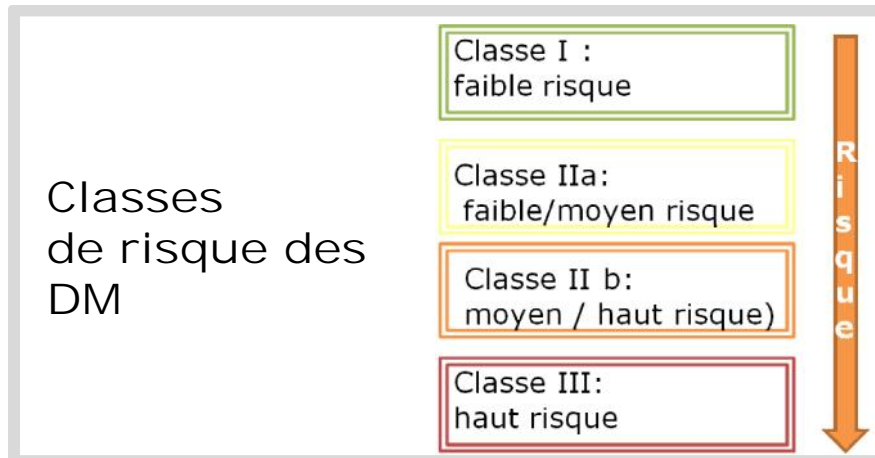 Classes
de risque des
DM
Classe I :
faible risque
Classe IIa:
faible/moyen risque
Classe II b:
moyen / haut risque)
Classe III:
haut risque
Risque